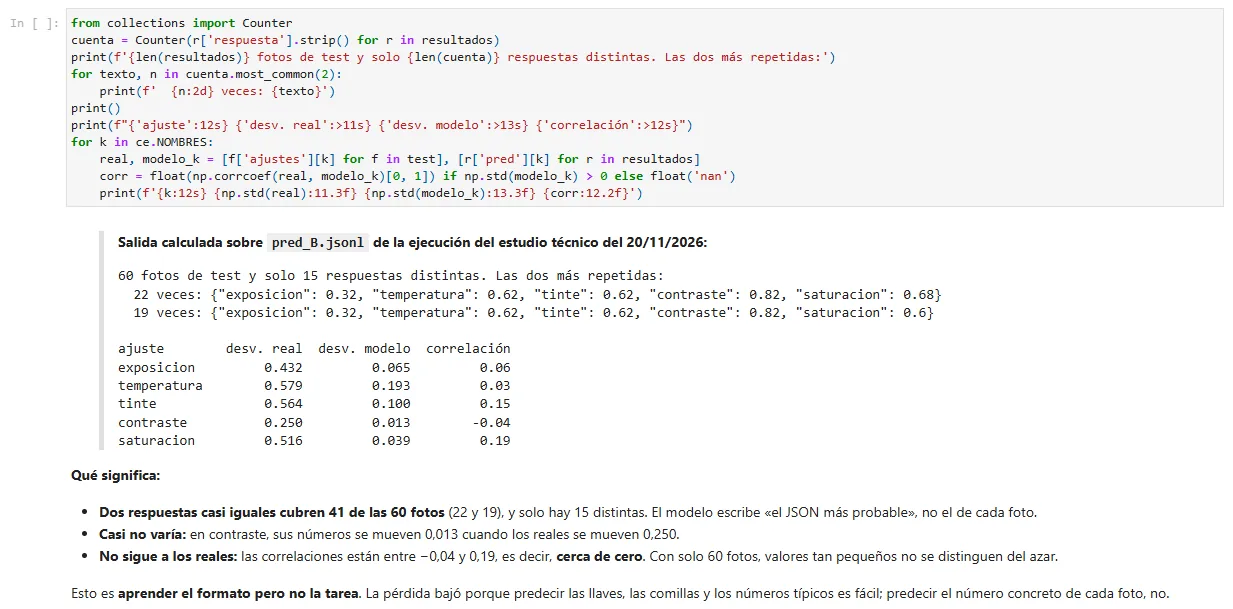 In [ ]:
from collections import Counter
cuenta = Counter(r['respuesta'].strip() for r in resultados)
print(f'{len(resultados)} fotos de test y solo {len(cuenta)} respuestas distintas. Las dos más repetidas:')
for texto, n in cuenta.most_common(2):
    print(f'  {n:2d} veces: {texto}')
print()
print(f"{'ajuste':12s} {'desv. real':>11s} {'desv. modelo':>13s} {'correlación':>12s}")
for k in ce.NOMBRES:
    real, modelo_k = [f['ajustes'][k] for f in test], [r['pred'][k] for r in resultados]
    corr = float(np.corrcoef(real, modelo_k)[0, 1]) if np.std(modelo_k) > 0 else float('nan')
    print(f'{k:12s} {np.std(real):11.3f} {np.std(modelo_k):13.3f} {corr:12.2f}')
Salida calculada sobre pred_B.jsonl de la ejecución del estudio técnico del 20/11/2026:
60 fotos de test y solo 15 respuestas distintas. Las dos más repetidas:
  22 veces: {"exposicion": 0.32, "temperatura": 0.62, "tinte": 0.62, "contraste": 0.82, "saturacion": 0.68}
  19 veces: {"exposicion": 0.32, "temperatura": 0.62, "tinte": 0.62, "contraste": 0.82, "saturacion": 0.6}
ajuste        desv. real  desv. modelo  correlación
exposicion         0.432         0.065         0.06
temperatura        0.579         0.193         0.03
tinte              0.564         0.100         0.15
contraste          0.250         0.013        -0.04
saturacion         0.516         0.039         0.19
Qué significa:
• Dos respuestas casi iguales cubren 41 de las 60 fotos (22 y 19), y solo hay 15 distintas. El modelo escribe «el JSON más probable», no el de cada foto.
• Casi no varía: en contraste, sus números se mueven 0,013 cuando los reales se mueven 0,250.
• No sigue a los reales: las correlaciones están entre −0,04 y 0,19, es decir, cerca de cero. Con solo 60 fotos, valores tan pequeños no se distinguen del azar.
Esto es aprender el formato pero no la tarea. La pérdida bajó porque predecir las llaves, las comillas y los números típicos es fácil; predecir el número concreto de cada foto, no.